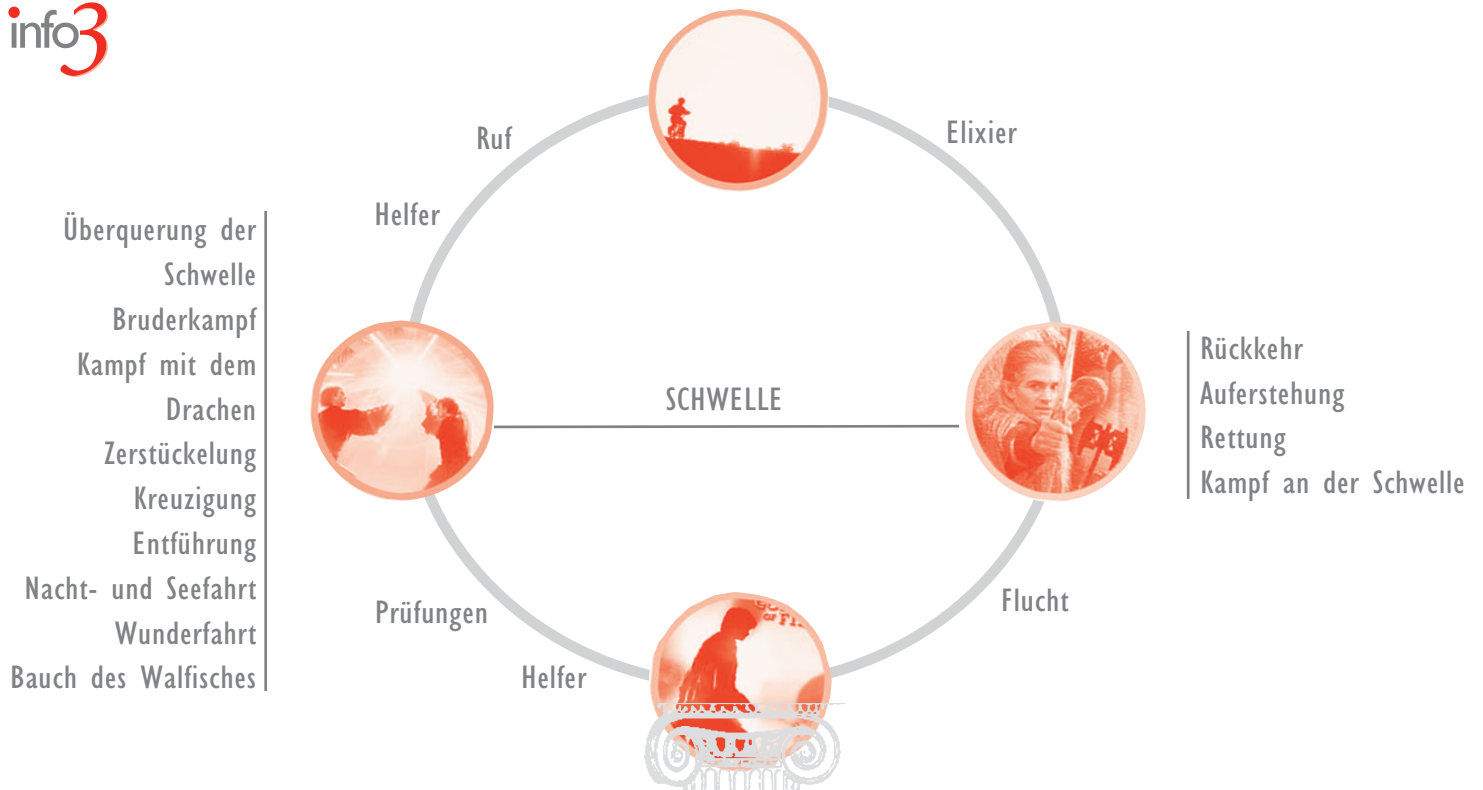 info3
Ruf
Elixier
Helfer
Überquerung der
Schwelle
Bruderkampf
Kampf mit dem
Drachen
Zerstückelung
Kreuzigung
Entführung
Nacht- und Seefahrt
Wunderfahrt
Bauch des Walfisches
SCHWELLE
Rückkehr
Auferstehung
Rettung
Kampf an der Schwelle
Prüfungen
Helfer
Flucht